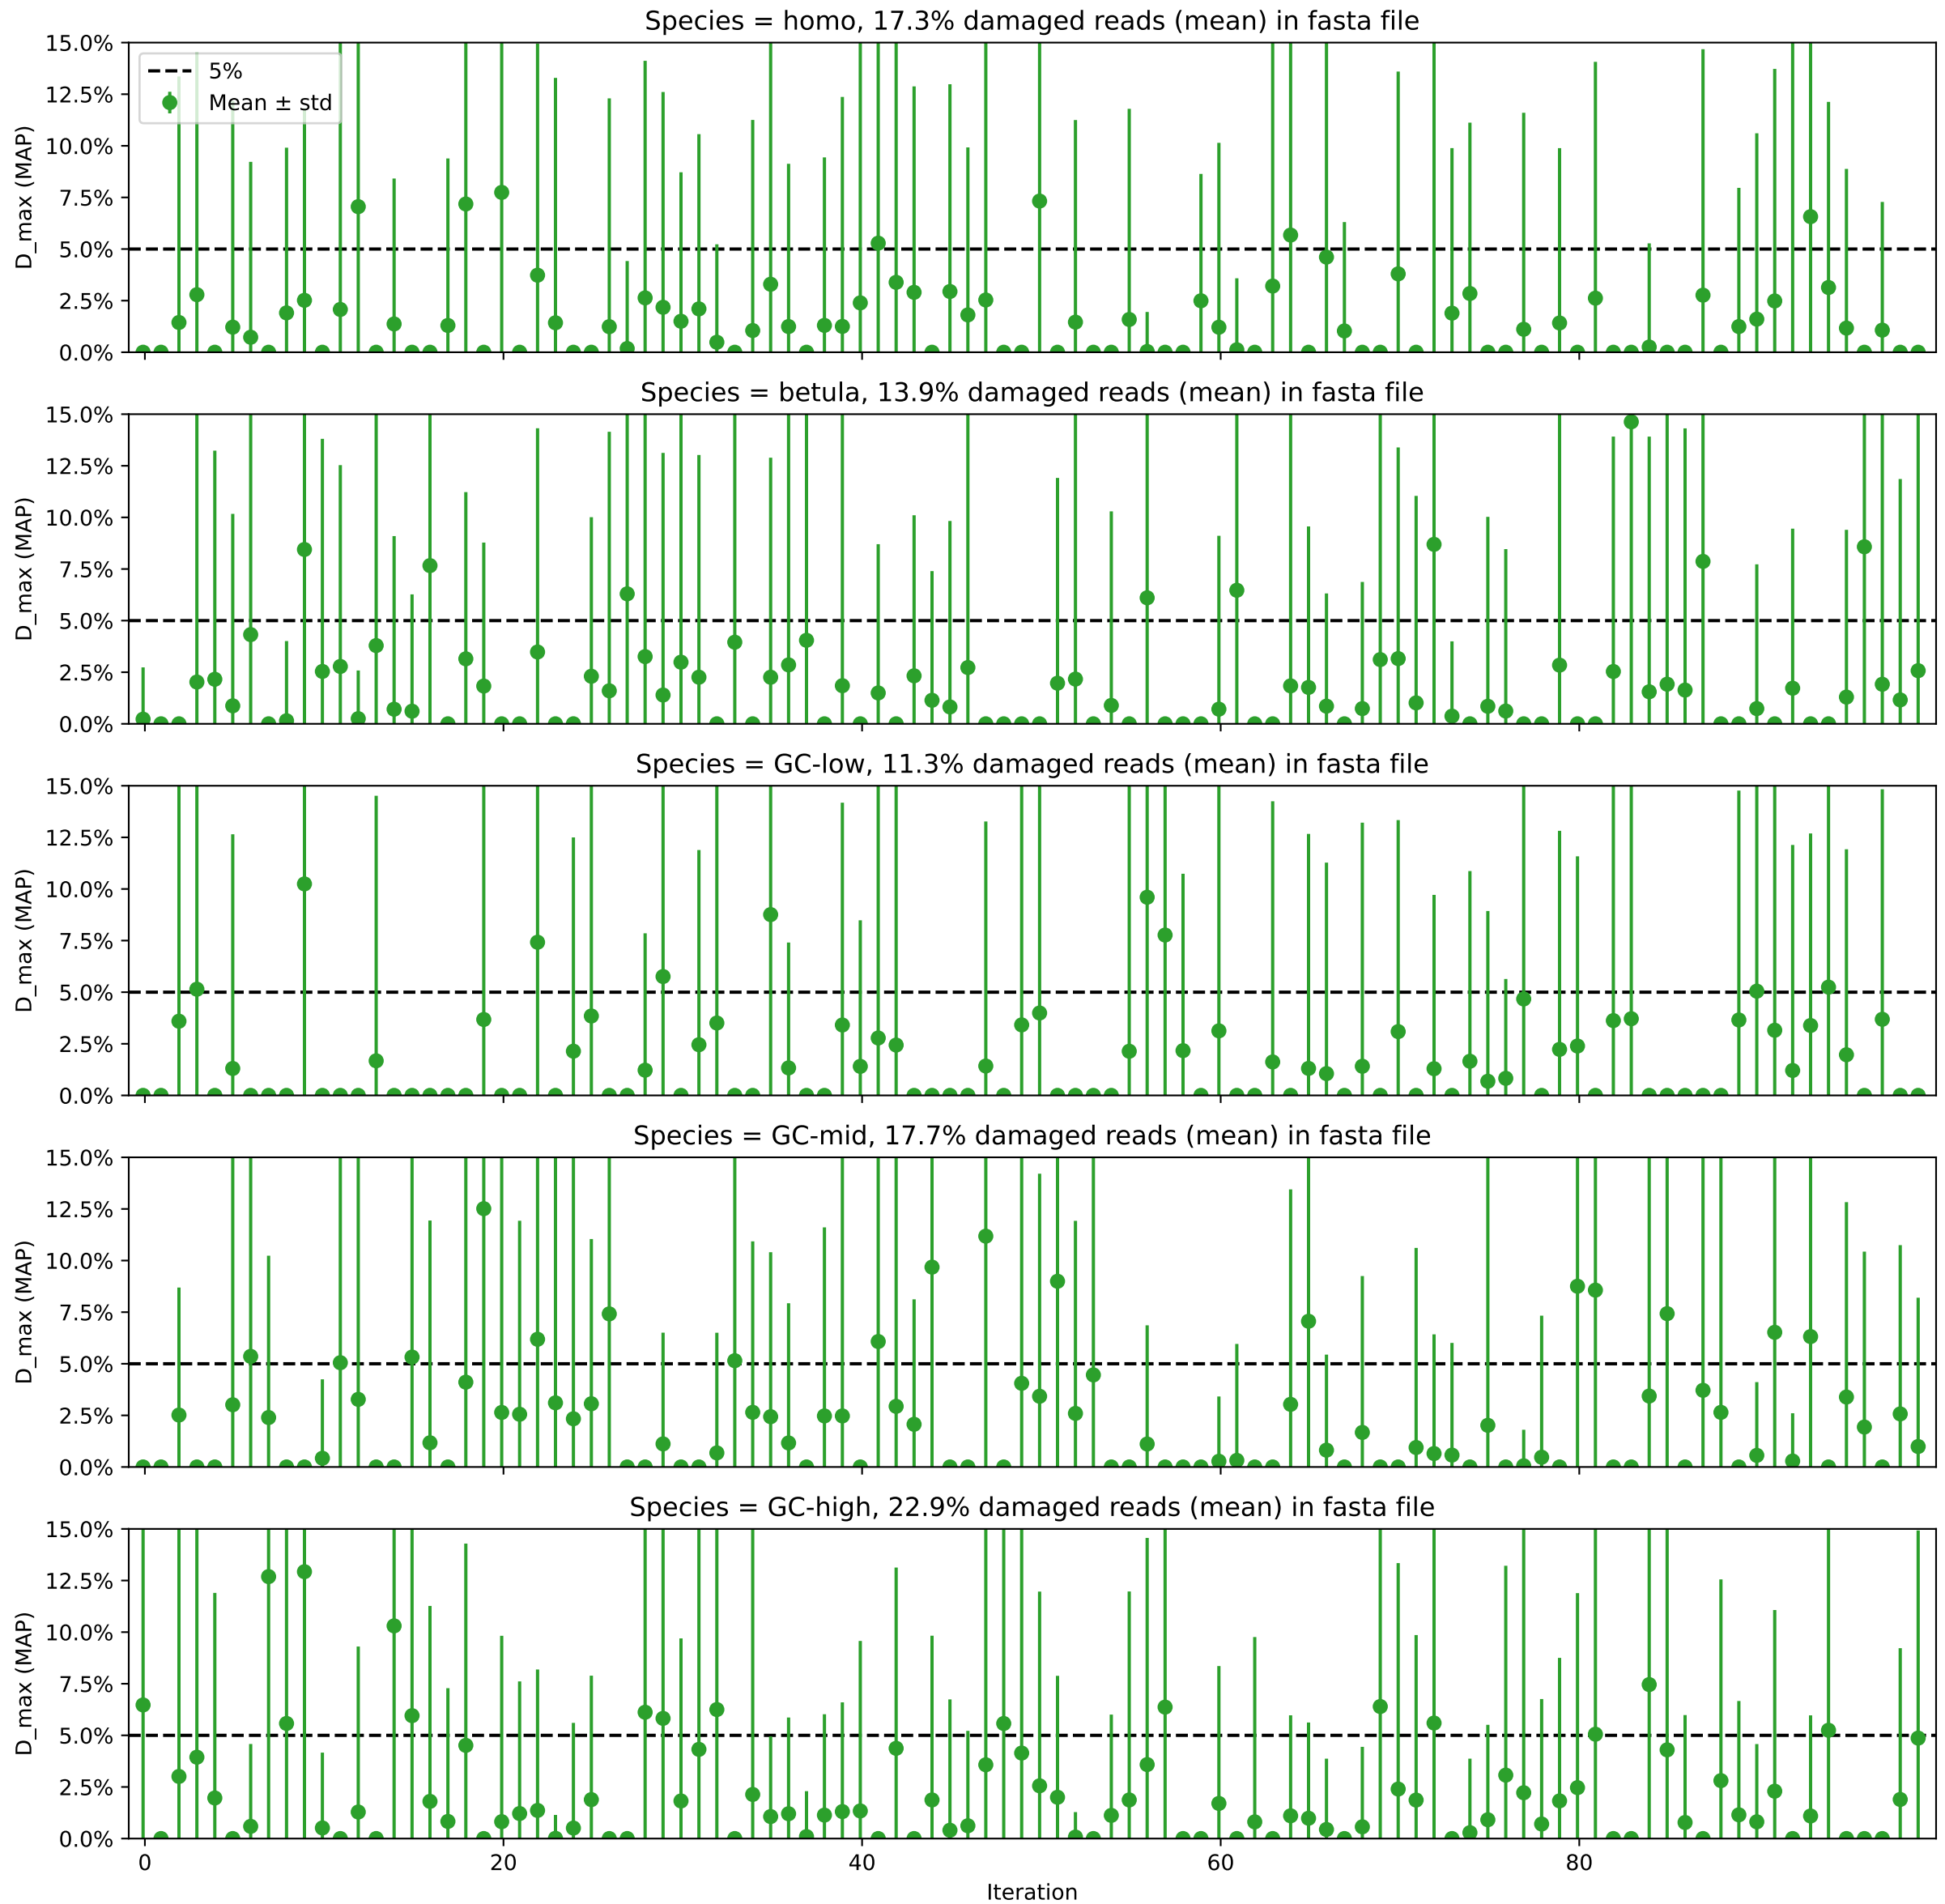 Species = homo, 17.3% damaged reads (mean) in fasta file
15.0%
12.5%
10.0%
7.5%
5.0%
2.5%
0.0%
D_max (MAP)
5%
Mean ± std
Species = betula, 13.9% damaged reads (mean) in fasta file
15.0%
12.5%
10.0%
7.5%
5.0%
2.5%
0.0%
D_max (MAP)
Species = GC-low, 11.3% damaged reads (mean) in fasta file
15.0%
12.5%
10.0%
7.5%
5.0%
2.5%
0.0%
D_max (MAP)
Species = GC-mid, 17.7% damaged reads (mean) in fasta file
15.0%
12.5%
10.0%
7.5%
5.0%
2.5%
0.0%
D_max (MAP)
Species = GC-high, 22.9% damaged reads (mean) in fasta file
15.0%
12.5%
10.0%
7.5%
5.0%
2.5%
0.0%
D_max (MAP)
0 20 40 60 80
Iteration